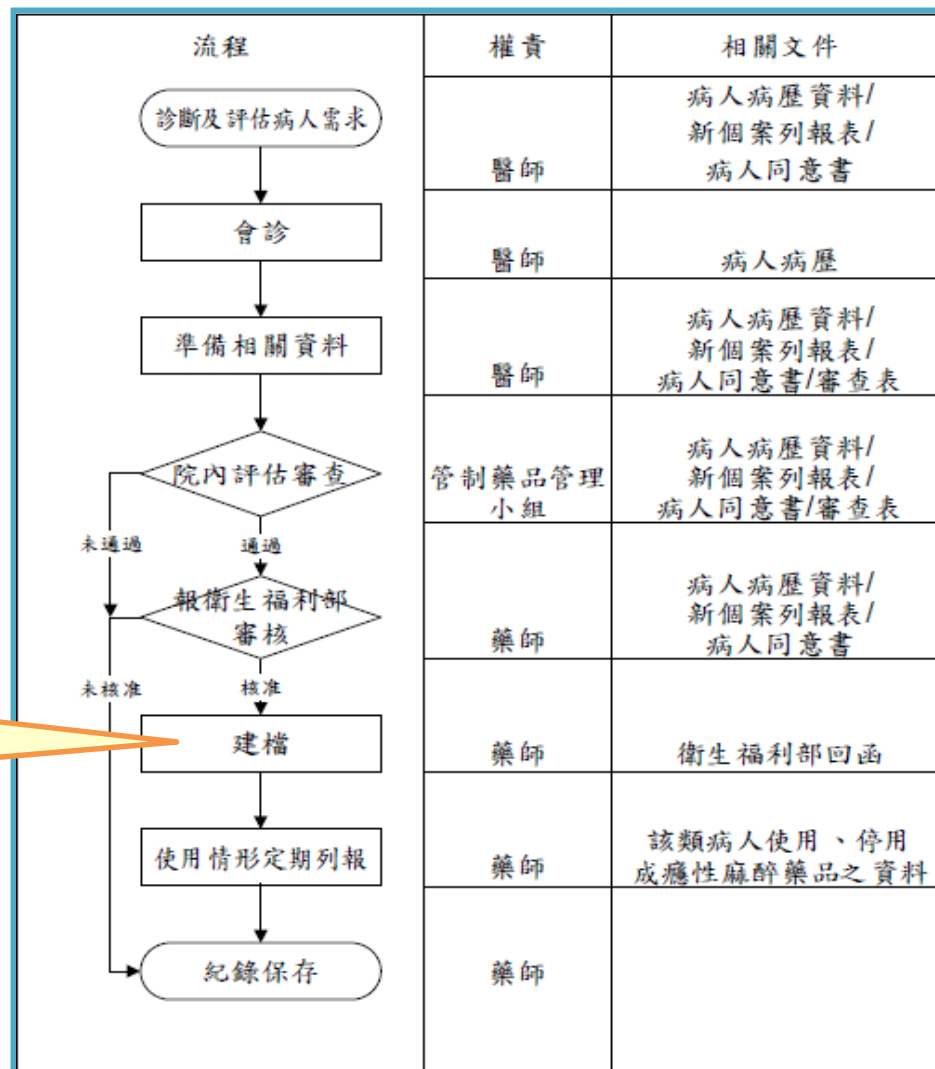 流程 權責 相關文件
診斷及評估病人需求
醫師
病人病歷資料/
新個案列報表/
病人同意書
會診
醫師
病人病歷
準備相關資料
醫師
病人病歷資料/
新個案列報表/
病人同意書/審查表
院內評估審查
管制藥品管理
小組
病人病歷資料/
新個案列報表/
病人同意書/審查表
未通過
通過
報衛生福利部
審核
藥師
病人病歷資料/
新個案列報表/
病人同意書
未核准
核准
建檔
藥師
衛生福利部回函
使用情形定期列報
藥師
該類病人使用、停用
成癮性麻醉藥品之資料
紀錄保存
藥師